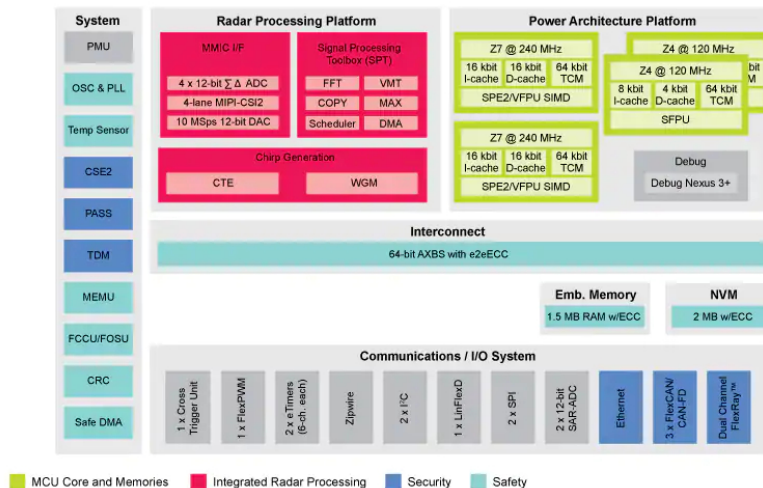 System
PMU
OSC & PLL
Temp Sensor
CSE2
PASS
TDM
MEMU
FCCU/FOSU
CRC
Safe DMA
Radar Processing Platform
MMIC I/F
4 x 12-bit ∑ Δ ADC
4-lane MIPI-CSI2
10 MSps 12-bit DAC
Signal Processing
Toolbox (SPT)
FFT
VMT
COPY
MAX
Scheduler
DMA
Chirp Generation
CTE
WGM
Power Architecture Platform
Z7 @ 240 MHz
16 kbit
I-cache
16 kbit
D-cache
64 kbit
TCM
SPE2/VFPU SIMD
Z7 @ 240 MHz
16 kbit
I-cache
16 kbit
D-cache
64 kbit
TCM
SPE2/VFPU SIMD
Z4 @ 120 MHz
Z4 @ 120 MHz
8 kbit
I-cache
4 kbit
D-cache
64 kbit
TCM
SFPU
Debug
Debug Nexus 3+
Interconnect
64-bit AXBS with e2eECC
Emb. Memory
1.5 MB RAM w/ECC
NVM
2 MB w/ECC
Communications / I/O System
1 x Cross
Trigger Unit
1 x FlexPWM
2 x eTimers
(6-ch. each)
Zipwire
2 x I²C
1 x LinFlexD
2 x SPI
2 x 12-bit
SAR-ADC
Ethernet
3 x FlexCAN/
CAN-FD
Dual Channel
FlexRay™
MCU Core and Memories
Integrated Radar Processing
Security
Safety